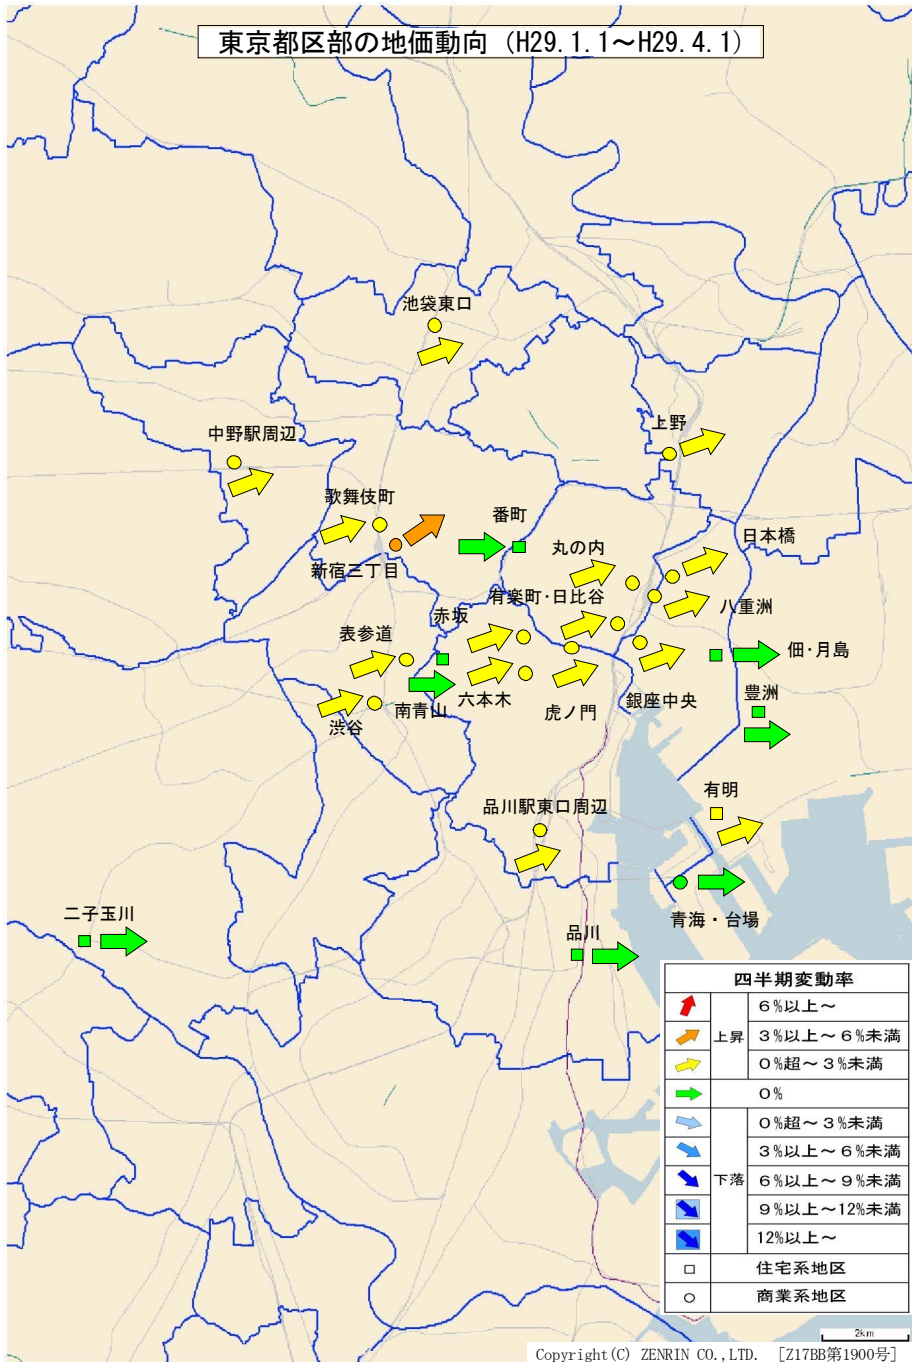 東京都区部の地価動向（H29.1.1～H29.4.1）
池袋東口
上野
中野駅周辺
歌舞伎町
番町
日本橋
丸の内
新宿三丁目
有楽町・日比谷
八重洲
赤坂
表参道
佃・月島
豊洲
六本木
南青山
銀座中央
虎ノ門
渋谷
有明
品川駅東口周辺
二子玉川
青海・台場
品川
四半期変動率
6%以上～
上昇
3%以上～6%未満
0%超～3%未満
0%
0%超～3%未満
3%以上～6%未満
下落
6%以上～9%未満
9%以上～12%未満
12%以上～
住宅系地区
商業系地区
2km
Copyright(C) ZENRIN CO.,LTD. [Z17BB第1900号]